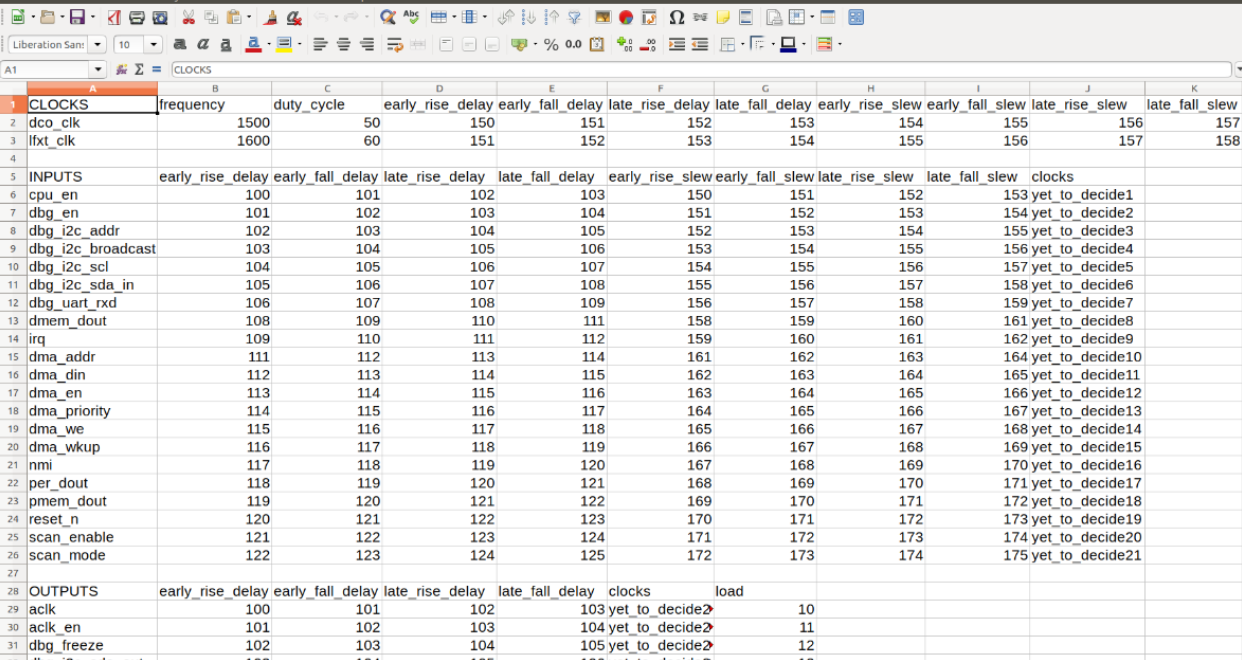 Liberation Sans 10 a a a a % 0.0 Ω Abc
A1 Σ = CLOCKS
A B C D E F G H I J K
1 CLOCKS frequency duty_cycle early_rise_delay early_fall_delay late_rise_delay late_fall_delay early_rise_slew early_fall_slew late_rise_slew late_fall_slew
2 dco_clk 1500 50 150 151 152 153 154 155 156 157
3 lfxt_clk 1600 60 151 152 153 154 155 156 157 158
4
5 INPUTS early_rise_delay early_fall_delay late_rise_delay late_fall_delay early_rise_slew early_fall_slew late_rise_slew late_fall_slew clocks
6 cpu_en 100 101 102 103 150 151 152 153 yet_to_decide1
7 dbg_en 101 102 103 104 151 152 153 154 yet_to_decide2
8 dbg_i2c_addr 102 103 104 105 152 153 154 155 yet_to_decide3
9 dbg_i2c_broadcast 103 104 105 106 153 154 155 156 yet_to_decide4
10 dbg_i2c_scl 104 105 106 107 154 155 156 157 yet_to_decide5
11 dbg_i2c_sda_in 105 106 107 108 155 156 157 158 yet_to_decide6
12 dbg_uart_rxd 106 107 108 109 156 157 158 159 yet_to_decide7
13 dmem_dout 108 109 110 111 158 159 160 161 yet_to_decide8
14 irq 109 110 111 112 159 160 161 162 yet_to_decide9
15 dma_addr 111 112 113 114 161 162 163 164 yet_to_decide10
16 dma_din 112 113 114 115 162 163 164 165 yet_to_decide11
17 dma_en 113 114 115 116 163 164 165 166 yet_to_decide12
18 dma_priority 114 115 116 117 164 165 166 167 yet_to_decide13
19 dma_we 115 116 117 118 165 166 167 168 yet_to_decide14
20 dma_wkup 116 117 118 119 166 167 168 169 yet_to_decide15
21 nmi 117 118 119 120 167 168 169 170 yet_to_decide16
22 per_dout 118 119 120 121 168 169 170 171 yet_to_decide17
23 pmem_dout 119 120 121 122 169 170 171 172 yet_to_decide18
24 reset_n 120 121 122 123 170 171 172 173 yet_to_decide19
25 scan_enable 121 122 123 124 171 172 173 174 yet_to_decide20
26 scan_mode 122 123 124 125 172 173 174 175 yet_to_decide21
27
28 OUTPUTS early_rise_delay early_fall_delay late_rise_delay late_fall_delay clocks load
29 aclk 100 101 102 103 yet_to_decide2 10
30 aclk_en 101 102 103 104 yet_to_decide2 11
31 dbg_freeze 102 103 104 105 yet_to_decide2 12